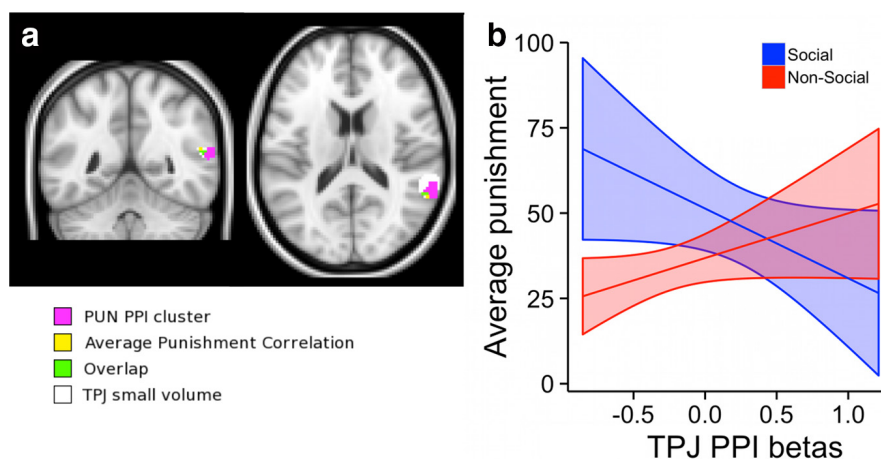 a
PUN PPI cluster
Average Punishment Correlation
Overlap
TPJ small volume
b
Average punishment
100
75
50
25
0
Social
Non-Social
-0.5
0.0
0.5
1.0
TPJ PPI betas